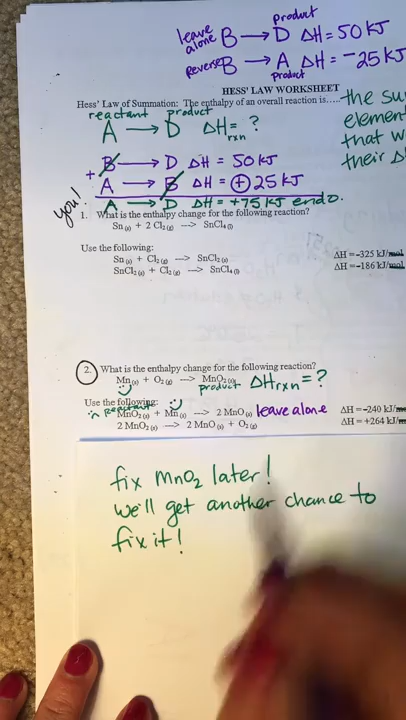 product
leave alone B → D ΔH = 50 KJ
Reverse B → A ΔH = -25 KJ
product
HESS' LAW WORKSHEET
Hess' Law of Summation: The enthalpy of an overall reaction is…..the su
reactant product
element
A → D ΔHrxn = ?
that w
their Δ
B → D ΔH = 50 KJ
+ A → B ΔH = + 25 KJ
you! A → D ΔH = +75 KJ endo.
1. What is the enthalpy change for the following reaction?
Sn (s) + 2 Cl2 (g) --> SnCl4 (l)
Use the following:
Sn (s) + Cl2 (g) --> SnCl2 (s) ΔH = -325 kJ/mol
SnCl2 (s) + Cl2 (g) --> SnCl4 (l) ΔH = -186 kJ/mol
2. What is the enthalpy change for the following reaction?
Mn (s) + O2 (g) --> MnO2 (s) ΔHrxn = ?
product
Use the following:
in Reactant
MnO2 (s) + Mn (s) --> 2 MnO (s) leave alone ΔH = -240 kJ/
2 MnO2 (s) --> 2 MnO (s) + O2 (g) ΔH = +264 kJ/
fix MnO2 later!
we'll get another chance to
fix it!